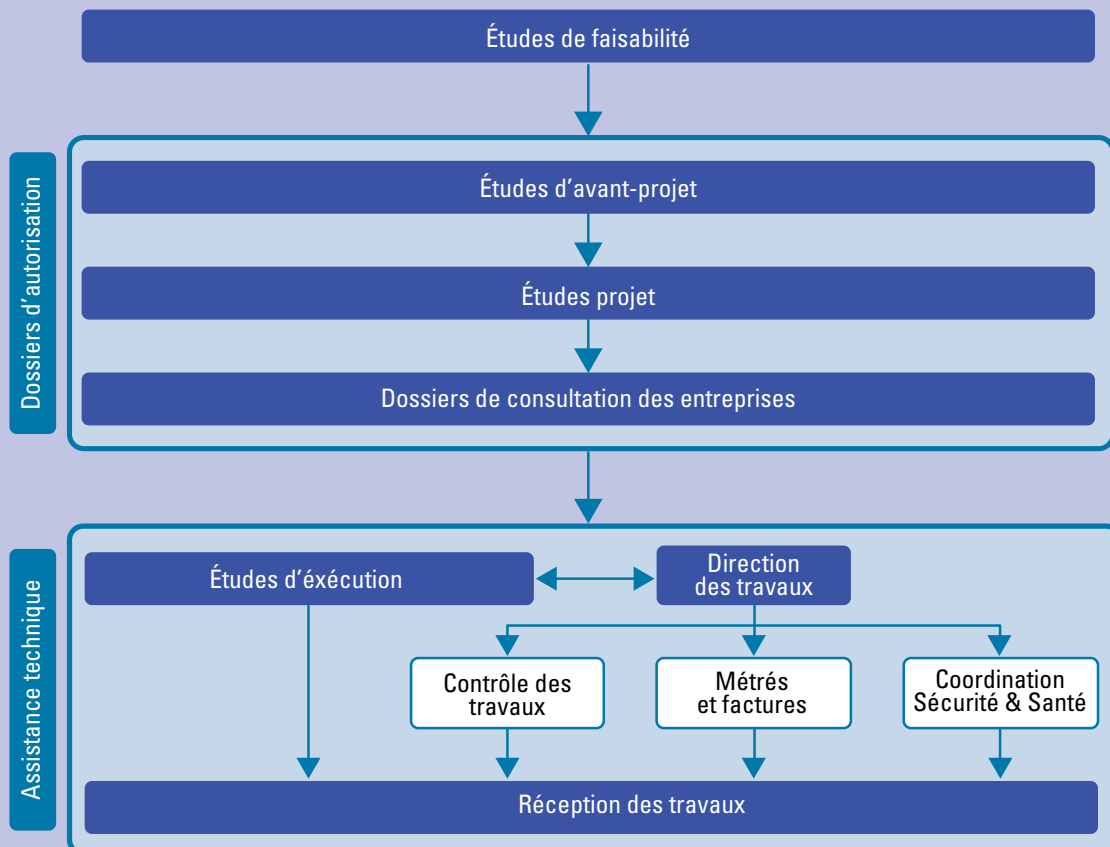 Études de faisabilité
Dossiers d'autorisation
Études d'avant-projet
Études projet
Dossiers de consultation des entreprises
Assistance technique
Études d'éxécution
Direction
des travaux
Contrôle des
travaux
Métrés
et factures
Coordination
Sécurité & Santé
Réception des travaux